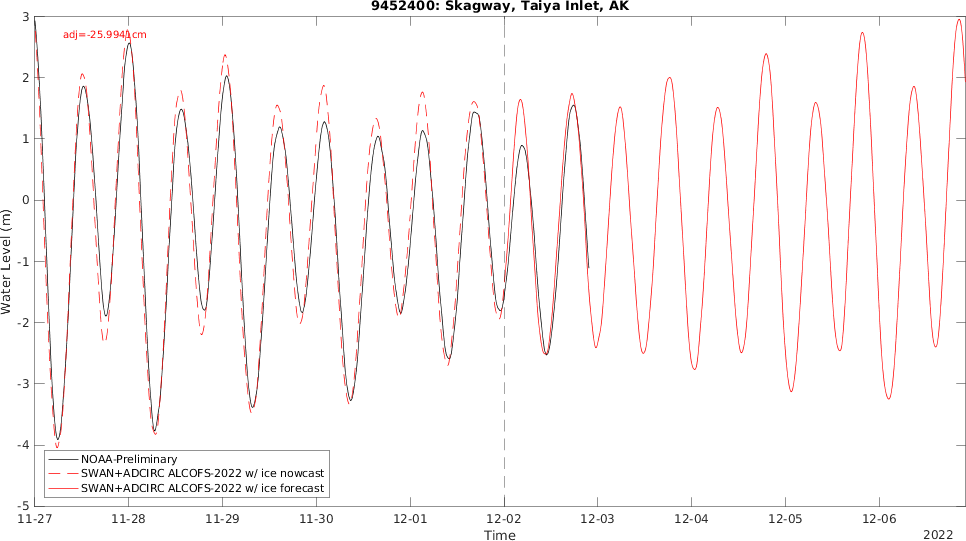 9452400: Skagway, Taiya Inlet, AK
adj=-25.9941cm
3
2
1
0
-1
-2
-3
-4
-5
Water Level (m)
NOAA-Preliminary
SWAN+ADCIRC ALCOFS-2022 w/ ice nowcast
SWAN+ADCIRC ALCOFS-2022 w/ ice forecast
11-27 11-28 11-29 11-30 12-01 12-02 12-03 12-04 12-05 12-06
Time
2022